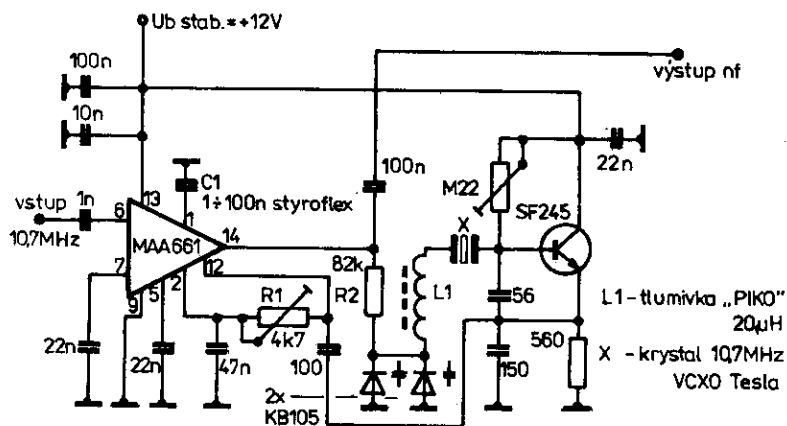 Ub stab. *+12V
100n
10n
výstup nf
C1
1÷100n styroflex
100n
M22
22n
SF245
vstup
1n
10,7MHz
6
13
1
MAA661
14
7
9
5
2
12
82k
R2
X
L1
R1
4k7
56
560
150
22n
22n
47n
100
2x
KB105
L1-tlumivka „PIKO"
20µH
X - krystal 10,7MHz
VCXO Tesla